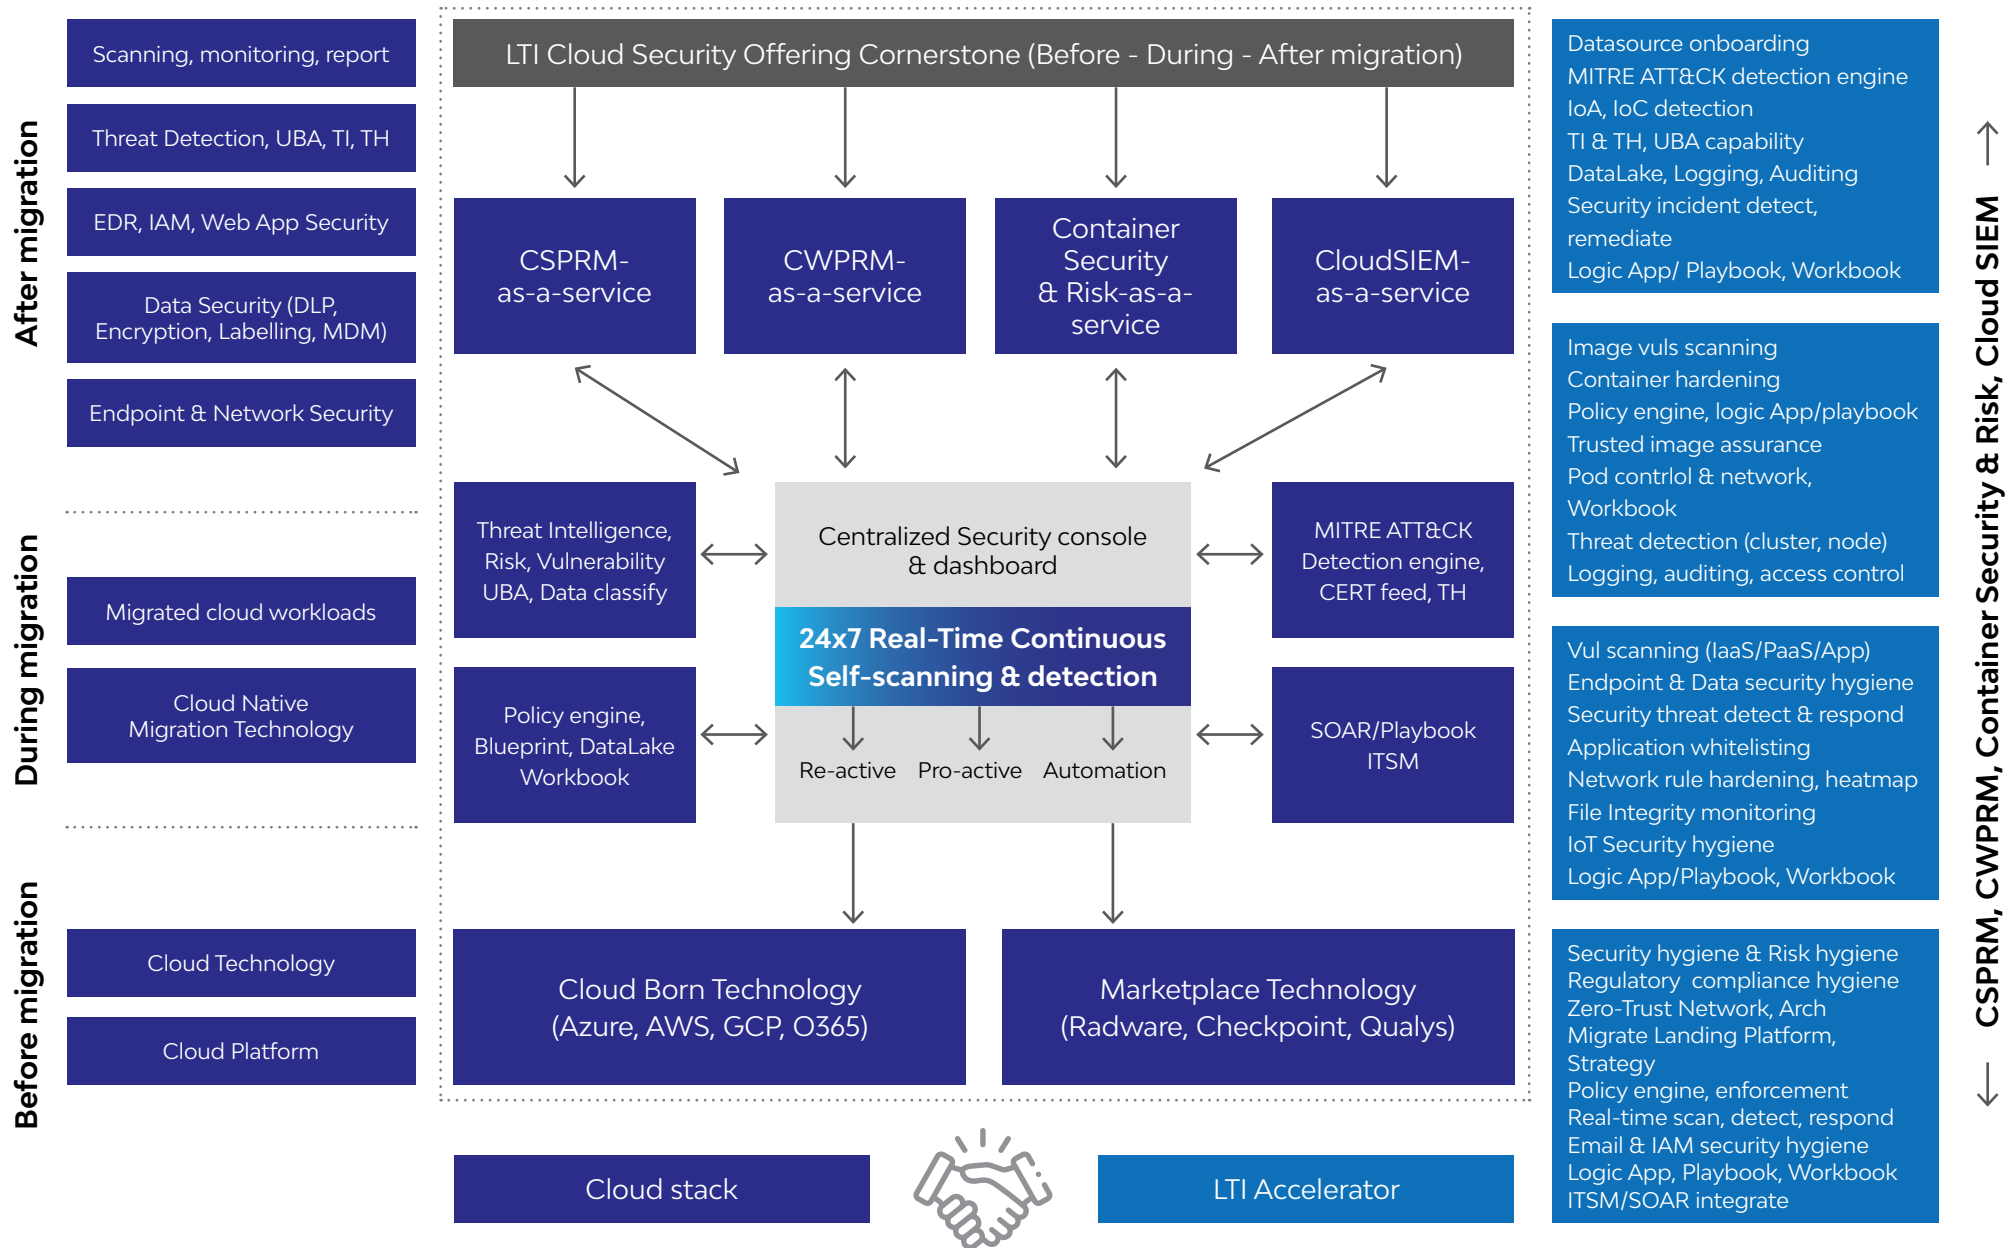 After migration
Scanning, monitoring, report
Threat Detection, UBA, TI, TH
EDR, IAM, Web App Security
Data Security (DLP,
Encryption, Labelling, MDM)
Endpoint & Network Security
During migration
Migrated cloud workloads
Cloud Native
Migration Technology
Before migration
Cloud Technology
Cloud Platform
LTI Cloud Security Offering Cornerstone (Before - During - After migration)
CSPRM-
as-a-service
CWPRM-
as-a-service
Container
Security
& Risk-as-a-
service
CloudSIEM-
as-a-service
Threat Intelligence,
Risk, Vulnerability
UBA, Data classify
Centralized Security console
& dashboard
MITRE ATT&CK
Detection engine,
CERT feed, TH
24x7 Real-Time Continuous
Self-scanning & detection
Policy engine,
Blueprint, DataLake
Workbook
Re-active
Pro-active
Automation
SOAR/Playbook
ITSM
Cloud Born Technology
(Azure, AWS, GCP, O365)
Marketplace Technology
(Radware, Checkpoint, Qualys)
Cloud stack
LTI Accelerator
Datasource onboarding
MITRE ATT&CK detection engine
IoA, IoC detection
TI & TH, UBA capability
DataLake, Logging, Auditing
Security incident detect,
remediate
Logic App/ Playbook, Workbook
Image vuls scanning
Container hardening
Policy engine, logic App/playbook
Trusted image assurance
Pod contrlol & network,
Workbook
Threat detection (cluster, node)
Logging, auditing, access control
Vul scanning (IaaS/PaaS/App)
Endpoint & Data security hygiene
Security threat detect & respond
Application whitelisting
Network rule hardening, heatmap
File Integrity monitoring
IoT Security hygiene
Logic App/Playbook, Workbook
Security hygiene & Risk hygiene
Regulatory  compliance hygiene
Zero-Trust Network, Arch
Migrate Landing Platform,
Strategy
Policy engine, enforcement
Real-time scan, detect, respond
Email & IAM security hygiene
Logic App, Playbook, Workbook
ITSM/SOAR integrate
CSPRM, CWPRM, Container Security & Risk, Cloud SIEM